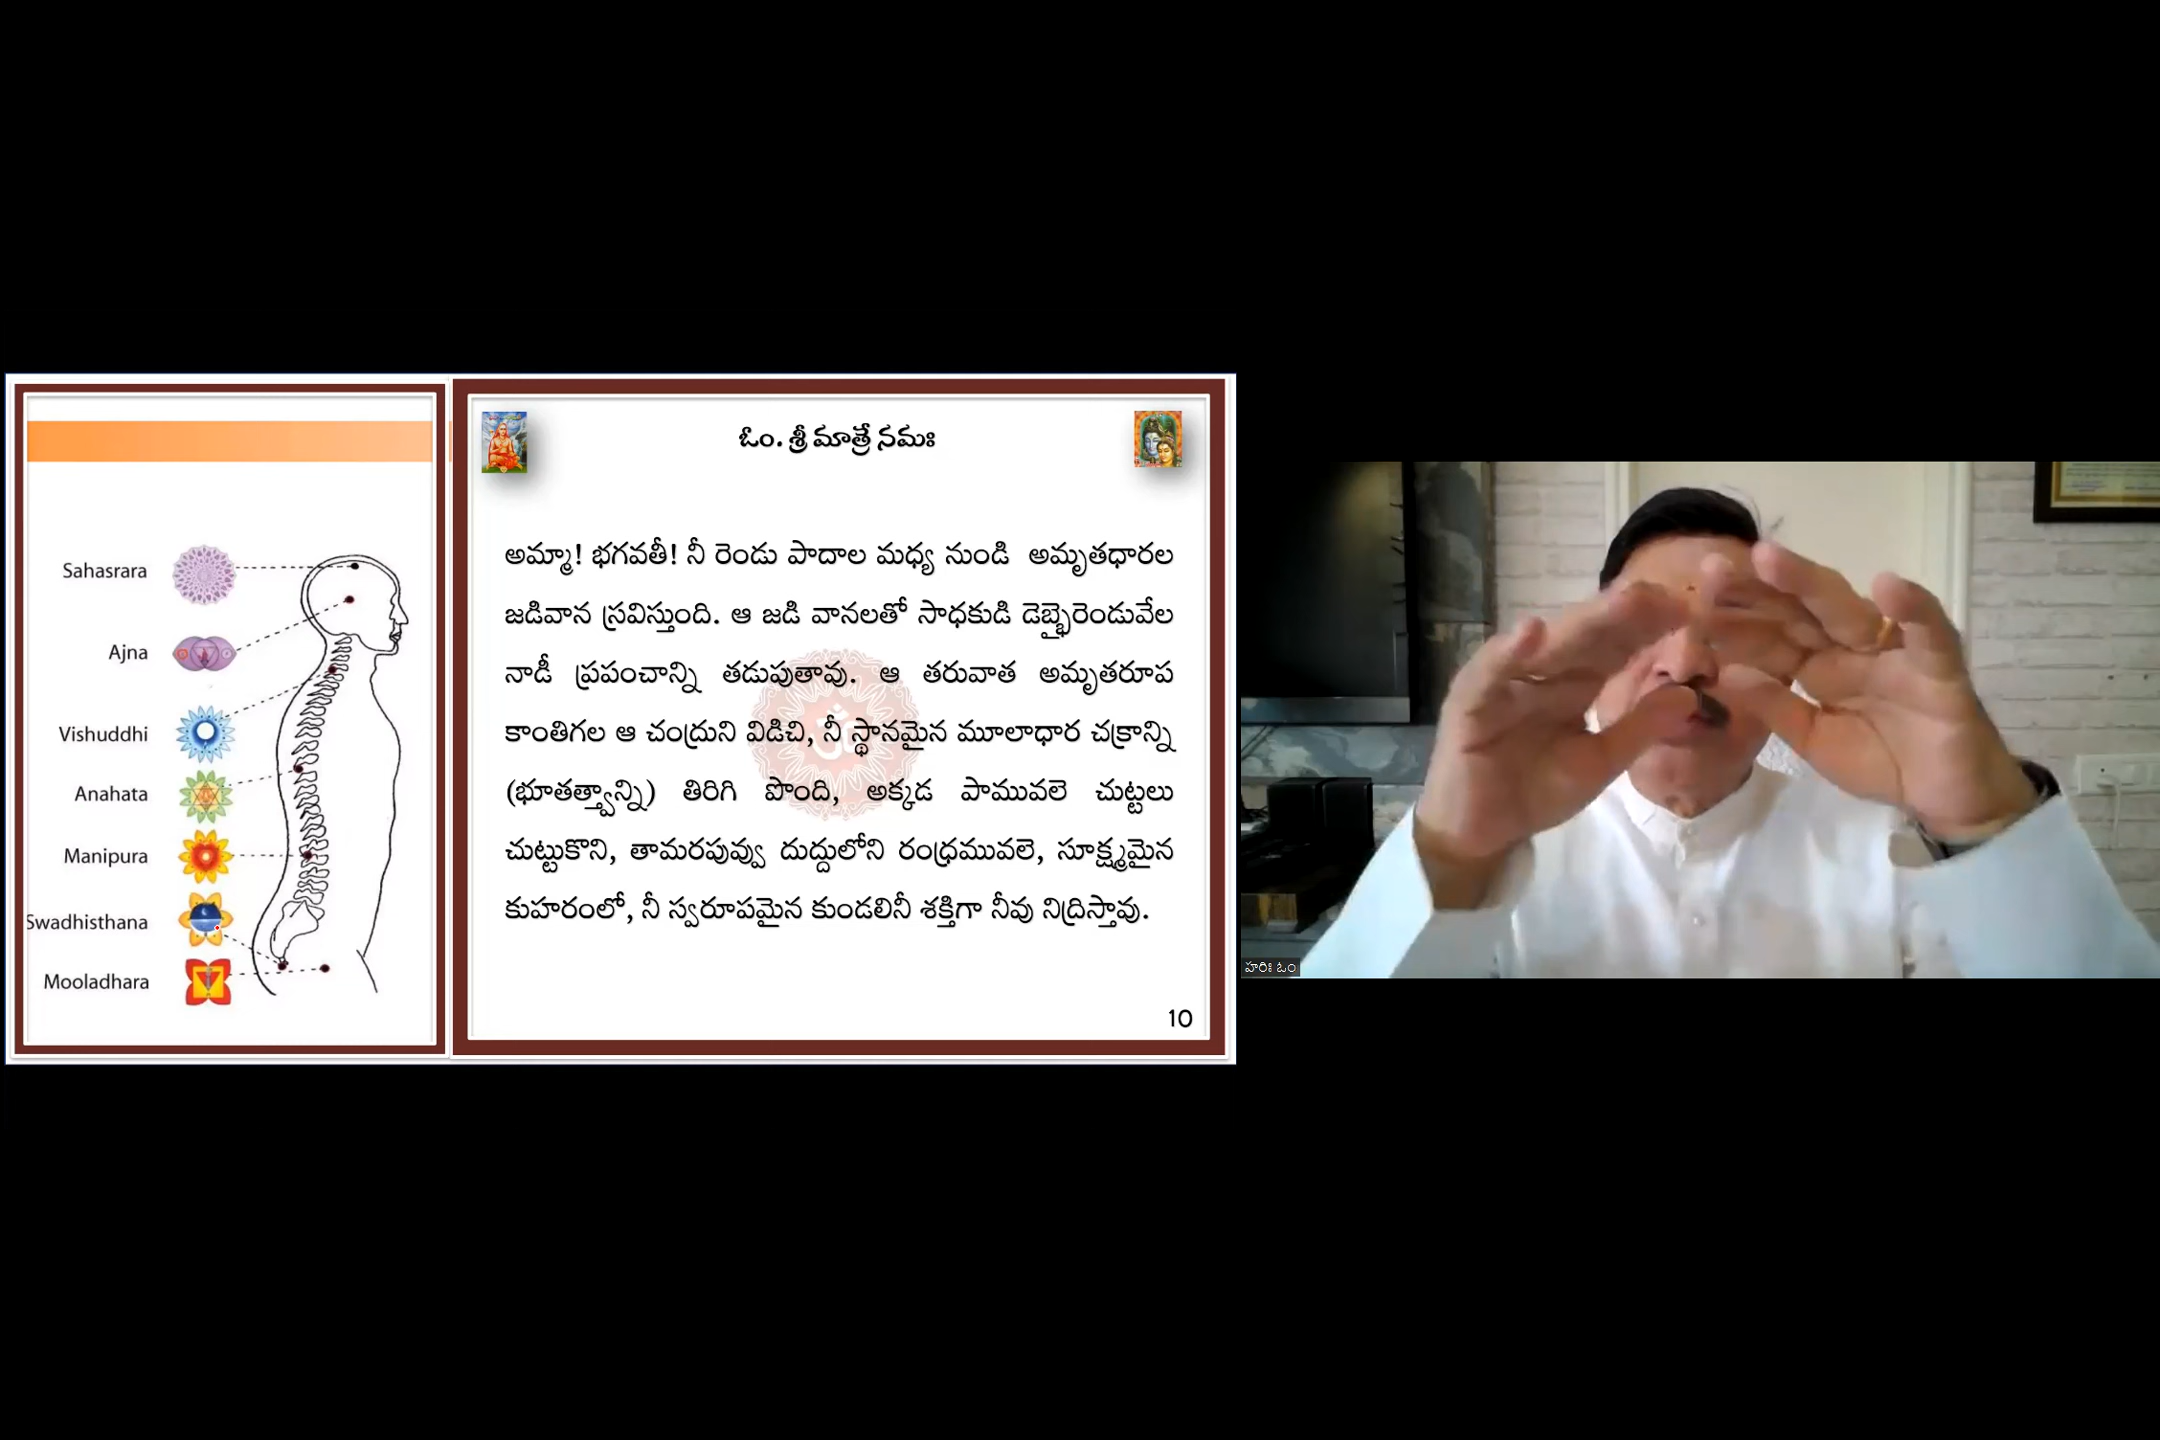 Sahasrara
Ajna
Vishuddhi
Anahata
Manipura
Swadhisthana
Mooladhara
ఓం. శ్రీ మాత్రే నమః
అమ్మా! భగవతీ! నీ రెండు పాదాల మధ్య నుండి అమృతధారల
జడివాన స్రవిస్తుంది. ఆ జడి వానలతో సాధకుడి డెబ్భైరెండువేల
నాడీ ప్రపంచాన్ని తడుపుతావు. ఆ తరువాత అమృతరూప
కాంతిగల ఆ చంద్రుని విడిచి, నీ స్థానమైన మూలాధార చక్రాన్ని
(భూతత్త్వాన్ని) తిరిగి పొంది, అక్కడ పామువలె చుట్టలు
చుట్టుకొని, తామరపువ్వు దుద్దులోని రంధ్రమువలె, సూక్ష్మమైన
కుహరంలో, నీ స్వరూపమైన కుండలినీ శక్తిగా నీవు నిద్రిస్తావు.
10
హరిః ఓం